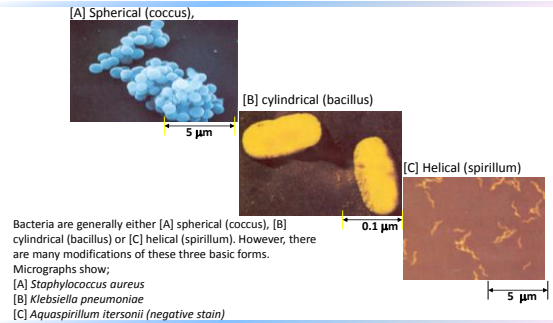 [A] Spherical (coccus),
5 μm
[B] cylindrical (bacillus)
0.1 μm
[C] Helical (spirillum)
5 μm
Bacteria are generally either [A] spherical (coccus), [B]
cylindrical (bacillus) or [C] helical (spirillum). However, there
are many modifications of these three basic forms.
Micrographs show;
[A] Staphylococcus aureus
[B] Klebsiella pneumoniae
[C] Aquaspirillum itersonii (negative stain)